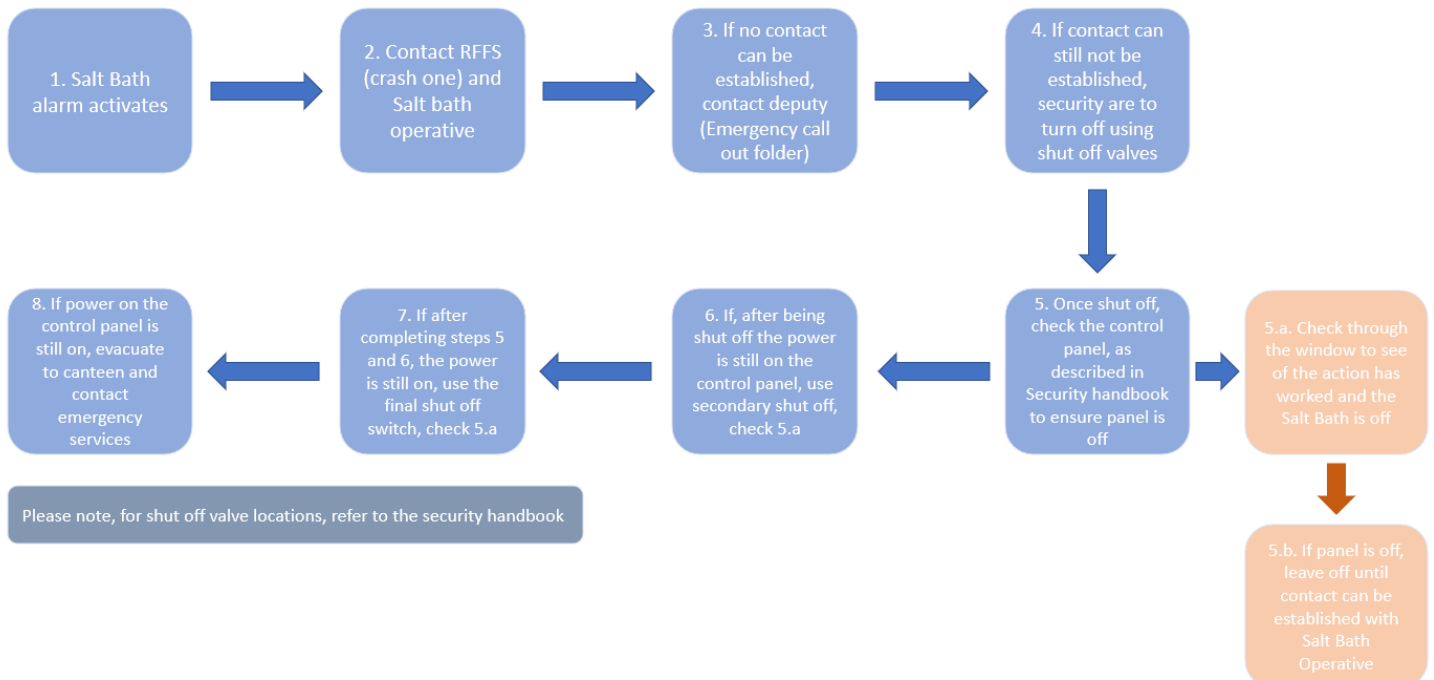 1. Salt Bath
alarm activates
2. Contact RFFS
(crash one) and
Salt bath
operative
3. If no contact
can be
established,
contact deputy
(Emergency call
out folder)
4. If contact can
still not be
established,
security are to
turn off using
shut off valves
5. Once shut off,
check the control
panel, as
described in
Security handbook
to ensure panel is
off
5.a. Check through
the window to see
of the action has
worked and the
Salt Bath is off
5.b. If panel is off,
leave off until
contact can be
established with
Salt Bath
Operative
6. If, after being
shut off the power
is still on the
control panel, use
secondary shut off,
check 5.a
7. If after
completing steps 5
and 6, the power
is still on, use the
final shut off
switch, check 5.a
8. If power on the
control panel is
still on, evacuate
to canteen and
contact
emergency
services
Please note, for shut off valve locations, refer to the security handbook